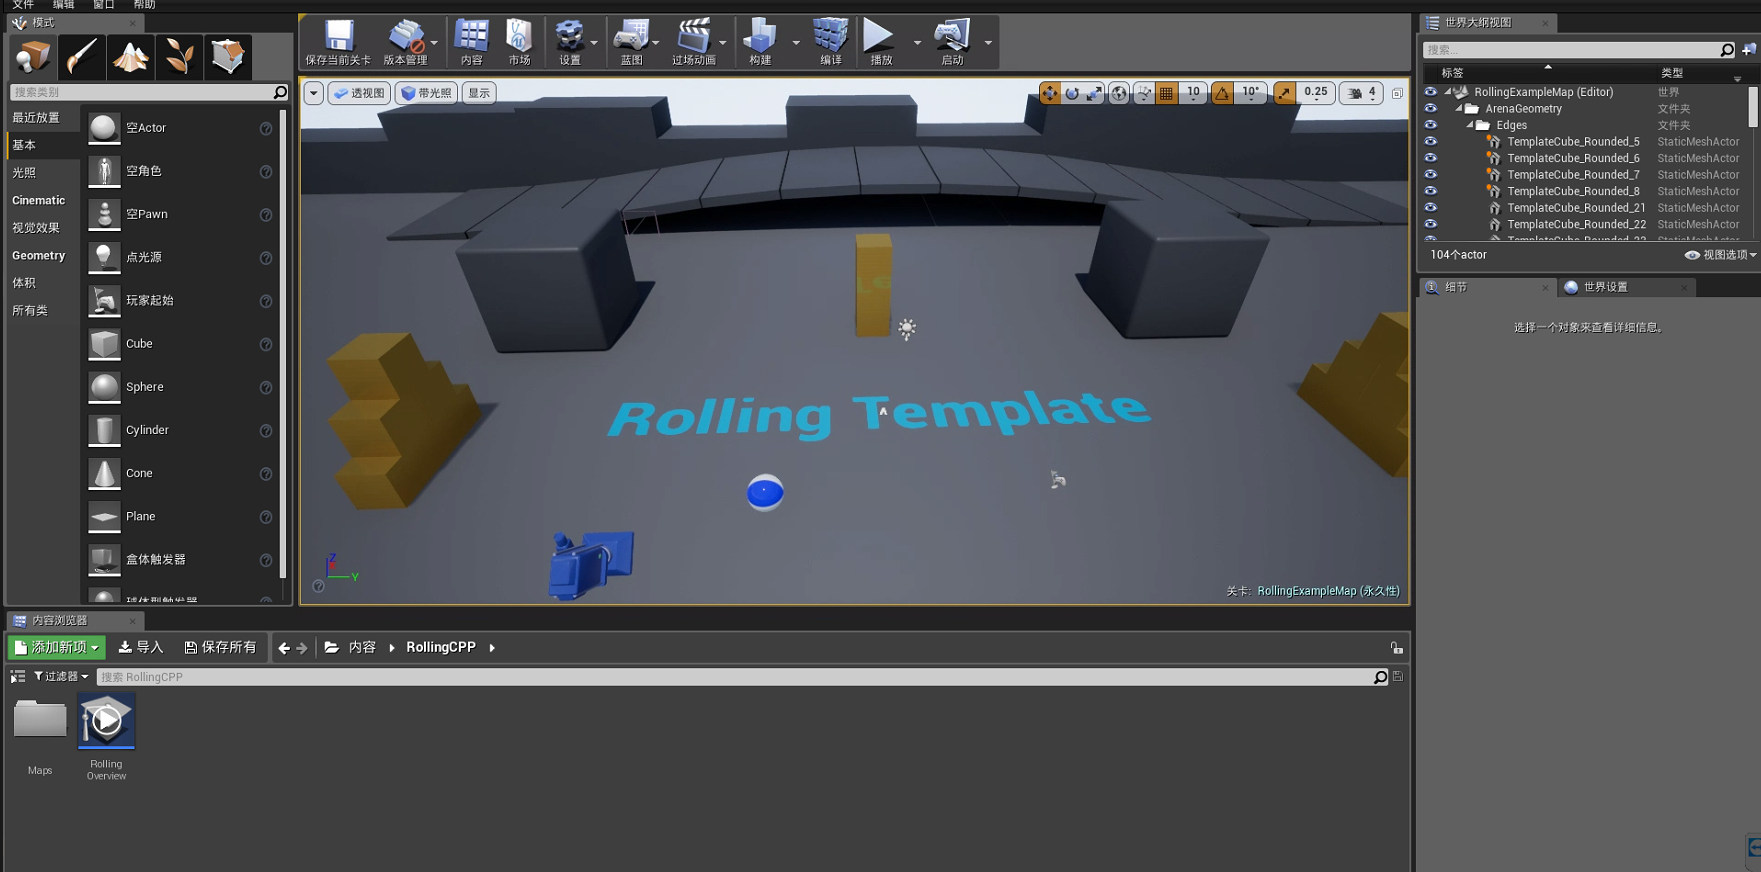 文件 编辑 窗口 帮助
模式
保存当前关卡 版本管理 内容 市场 设置 蓝图 过场动画 构建 编译 播放 启动
世界大纲视图
搜索...
标签 类型
RollingExampleMap (Editor) 世界
ArenaGeometry 文件夹
Edges 文件夹
TemplateCube_Rounded_5 StaticMeshActor
TemplateCube_Rounded_6 StaticMeshActor
TemplateCube_Rounded_7 StaticMeshActor
TemplateCube_Rounded_8 StaticMeshActor
TemplateCube_Rounded_21 StaticMeshActor
TemplateCube_Rounded_22 StaticMeshActor
104个actor 视图选项
细节 世界设置
选择一个对象来查看详细信息。
搜索类别
最近放置
基本
光照
Cinematic
视觉效果
Geometry
体积
所有类
空Actor
空角色
空Pawn
点光源
玩家起始
Cube
Sphere
Cylinder
Cone
Plane
盒体触发器
球体型触发器
透视图 带光照 显示
10 10° 0.25 4
Rolling Template
Z
Y
关卡: RollingExampleMap (永久性)
内容浏览器
添加新项 导入 保存所有 内容 RollingCPP
过滤器 搜索 RollingCPP
Maps
Rolling
Overview